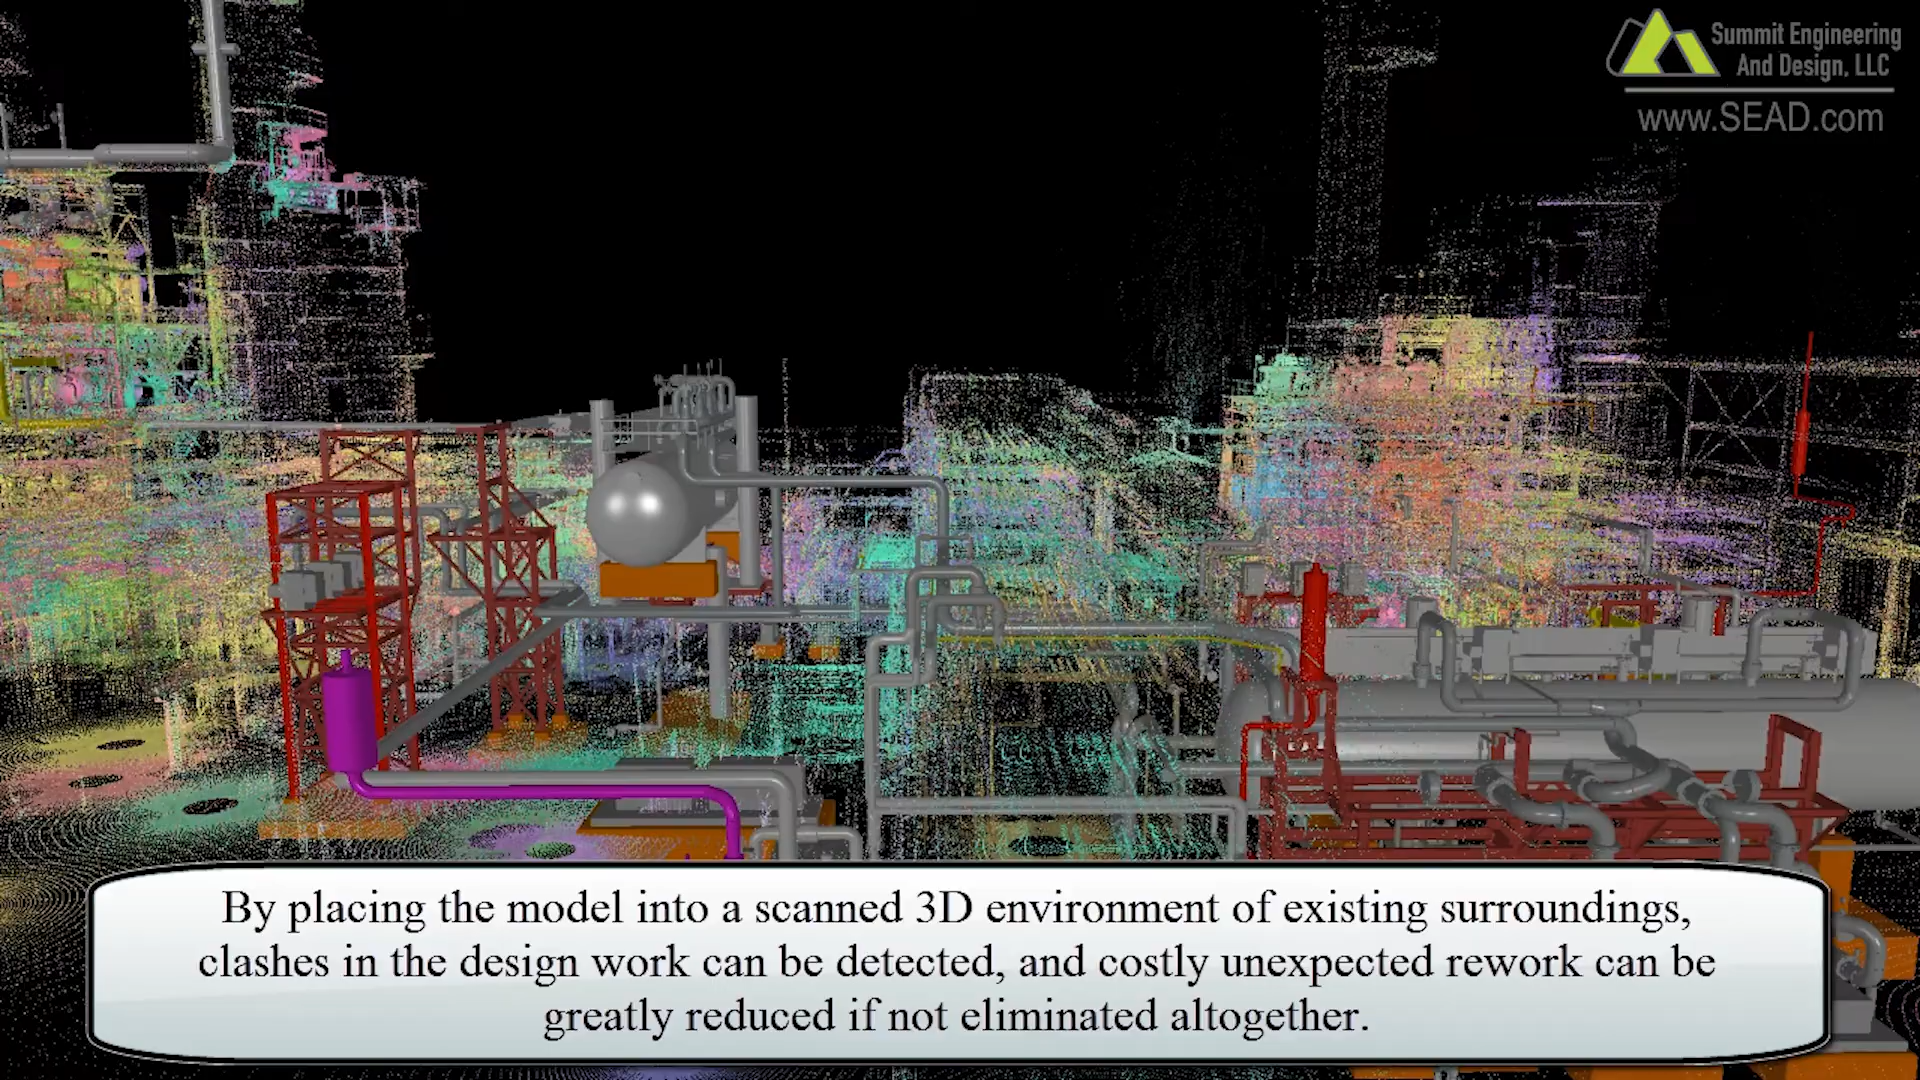 Summit Engineering
And Design, LLC
www.SEAD.com
By placing the model into a scanned 3D environment of existing surroundings,
clashes in the design work can be detected, and costly unexpected rework can be
greatly reduced if not eliminated altogether.